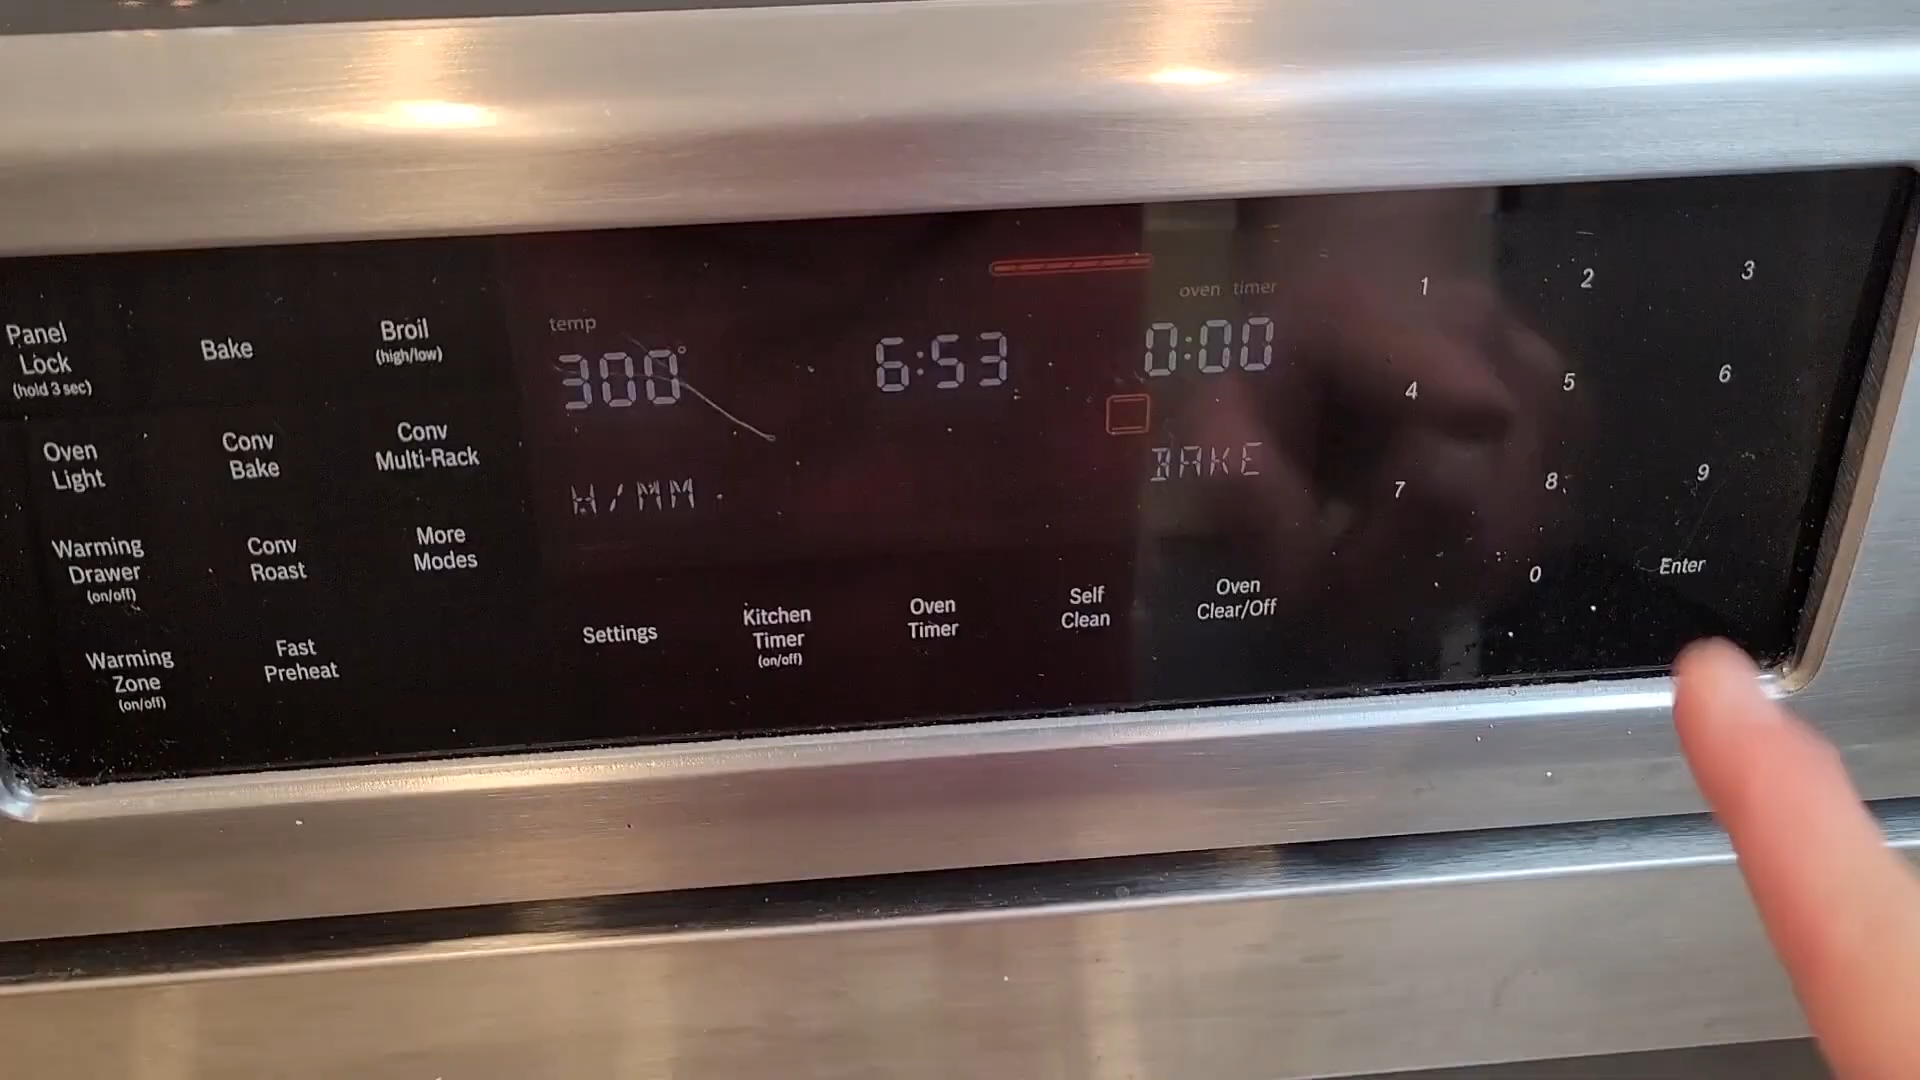 Panel
Lock
(hold 3 sec)
Bake
Broil
(high/low)
Oven
Light
Conv
Bake
Conv
Multi-Rack
Warming
Drawer
(on/off)
Conv
Roast
More
Modes
Warming
Zone
(on/off)
Fast
Preheat
temp
300°
6:53
oven timer
0:00
H/MM
BAKE
Settings
Kitchen
Timer
(on/off)
Oven
Timer
Self
Clean
Oven
Clear/Off
1 2 3
4 5 6
7 8 9
0 Enter